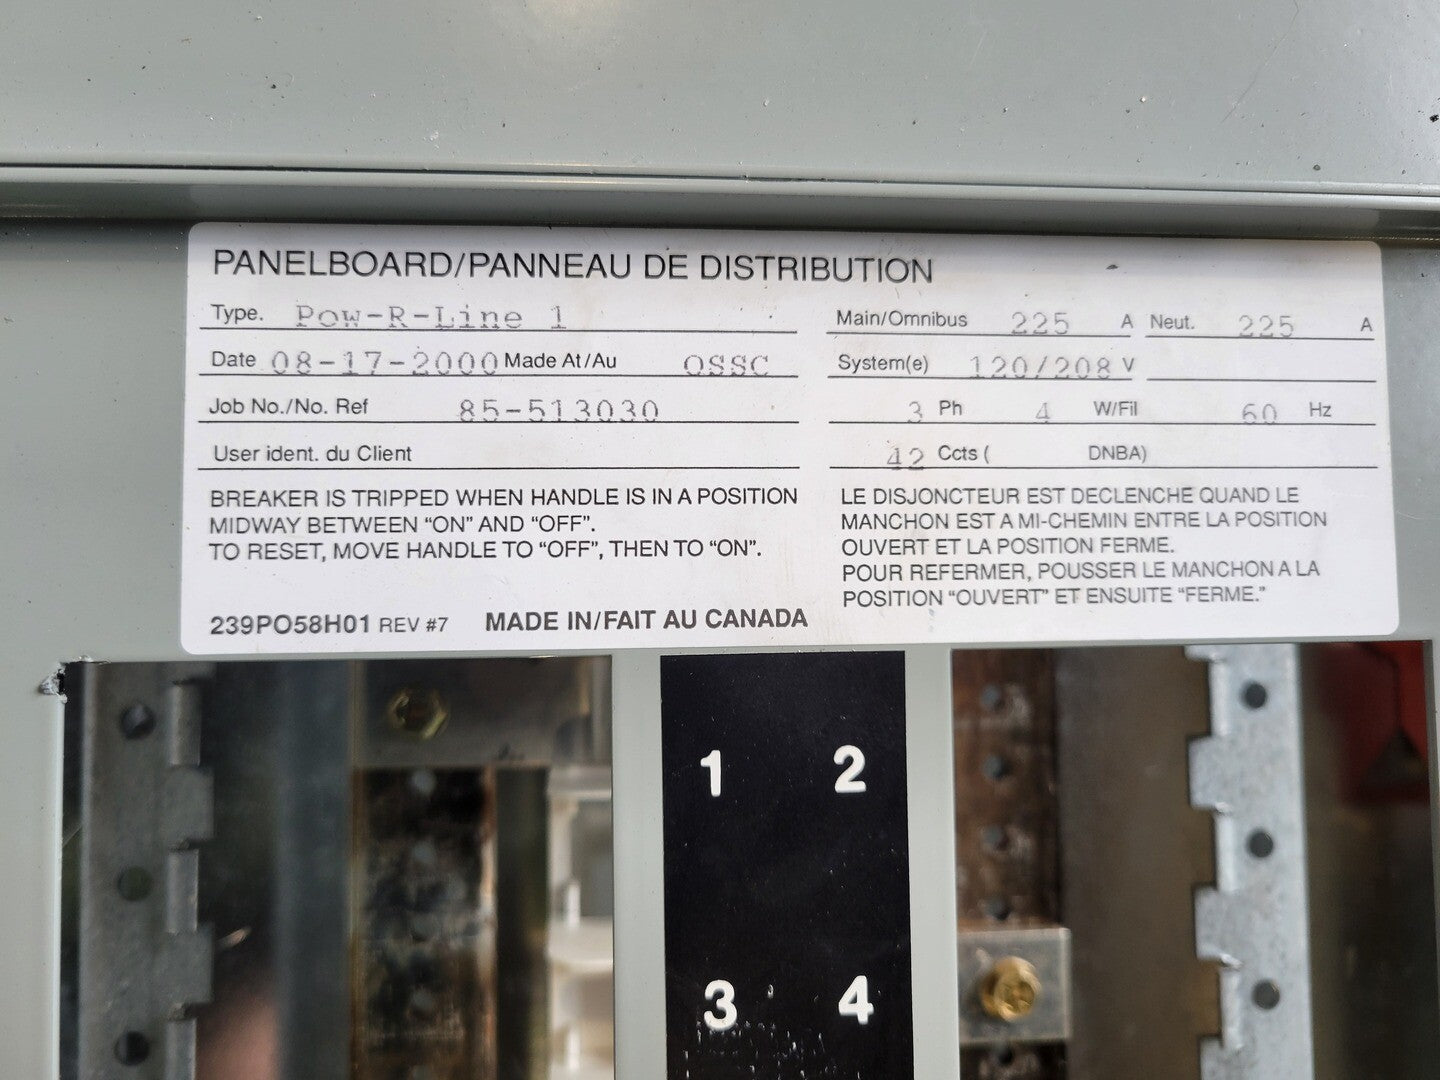 PANELBOARD/PANNEAU DE DISTRIBUTION
Type. Pow-R-Line 1
Date 08-17-2000 Made At/Au OSSC
Job No./No. Ref 85-513030
User ident. du Client
Main/Omnibus 225 A Neut. 225 A
System(e) 120/208 V
3 Ph 4 W/Fil 60 Hz
42 Ccts ( DNBA)
BREAKER IS TRIPPED WHEN HANDLE IS IN A POSITION
MIDWAY BETWEEN “ON” AND “OFF”.
TO RESET, MOVE HANDLE TO “OFF”, THEN TO “ON”.
LE DISJONCTEUR EST DECLENCHE QUAND LE
MANCHON EST A MI-CHEMIN ENTRE LA POSITION
OUVERT ET LA POSITION FERME.
POUR REFERMER, POUSSER LE MANCHON A LA
POSITION “OUVERT” ET ENSUITE “FERME.”
239PO58H01 REV #7 MADE IN/FAIT AU CANADA
1 2
3 4